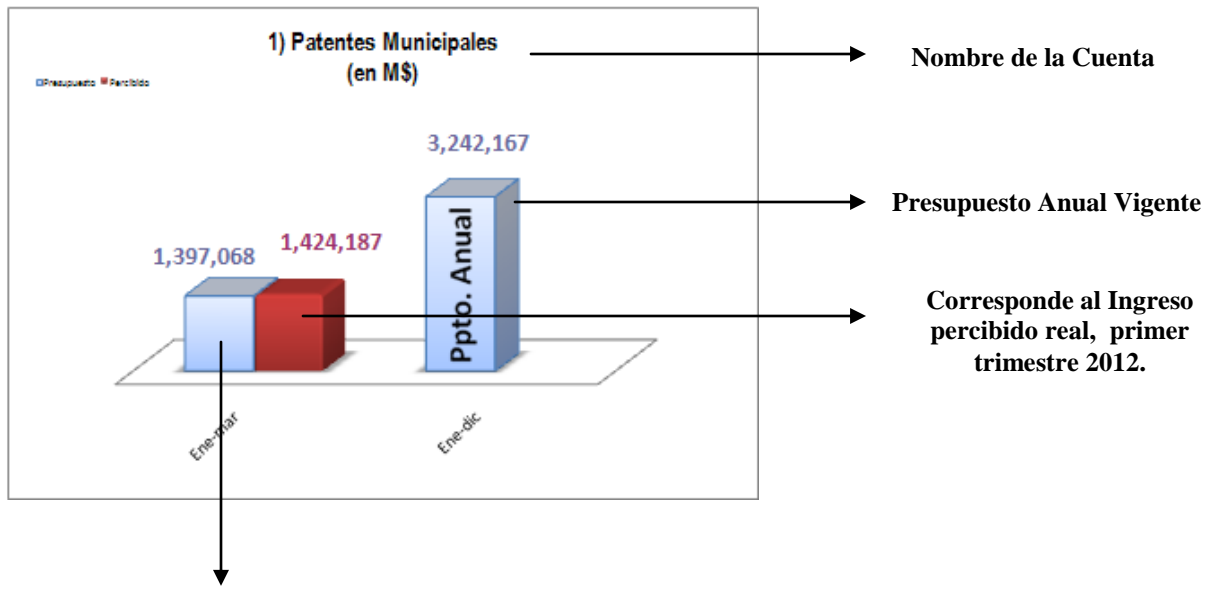 1) Patentes Municipales
(en M$)
Nombre de la Cuenta
Presupuesto Percibido
3,242,167
Presupuesto Anual Vigente
1,397,068
1,424,187
Ppto. Anual
Corresponde al Ingreso
percibido real, primer
trimestre 2012.
Ene-mar
Ene-dic